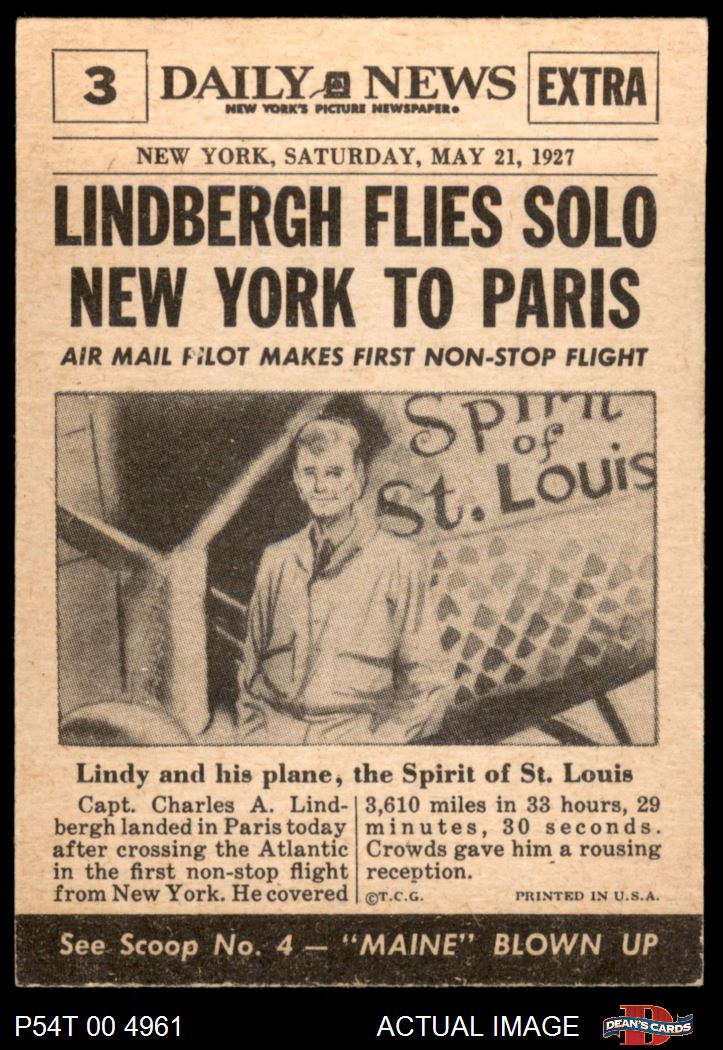 3
DAILY NEWS
NEW YORK'S PICTURE NEWSPAPER.
EXTRA
NEW YORK, SATURDAY, MAY 21, 1927
LINDBERGH FLIES SOLO
NEW YORK TO PARIS
AIR MAIL PILOT MAKES FIRST NON-STOP FLIGHT
Spirit
of
St. Louis
Lindy and his plane, the Spirit of St. Louis
Capt. Charles A. Lind-
bergh landed in Paris today
after crossing the Atlantic
in the first non-stop flight
from New York. He covered
3,610 miles in 33 hours, 29
minutes, 30 seconds.
Crowds gave him a rousing
reception.
©T.C.G.
PRINTED IN U.S.A.
See Scoop No. 4 — "MAINE" BLOWN UP
P54T 00 4961
ACTUAL IMAGE
D
DEAN'S CARDS